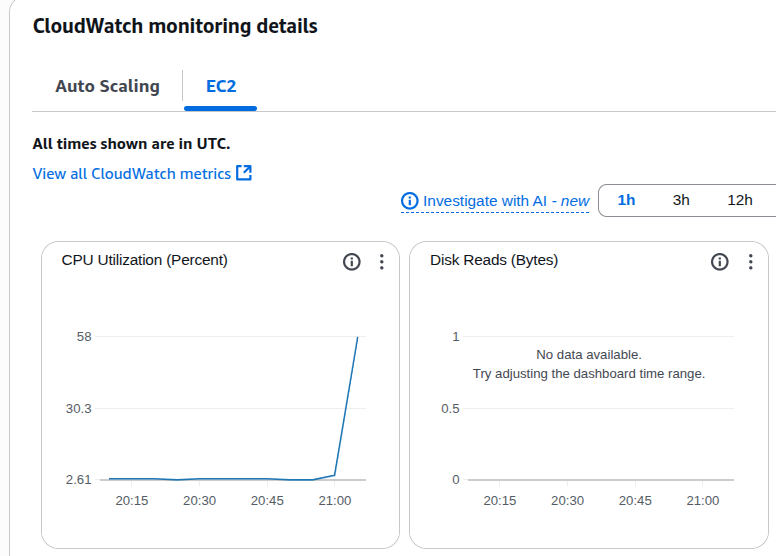 CloudWatch monitoring details
Auto Scaling EC2
All times shown are in UTC.
View all CloudWatch metrics
Investigate with AI - new 1h 3h 12h
CPU Utilization (Percent)
58
30.3
2.61
20:15 20:30 20:45 21:00
Disk Reads (Bytes)
1
No data available.
Try adjusting the dashboard time range.
0.5
0
20:15 20:30 20:45 21:00